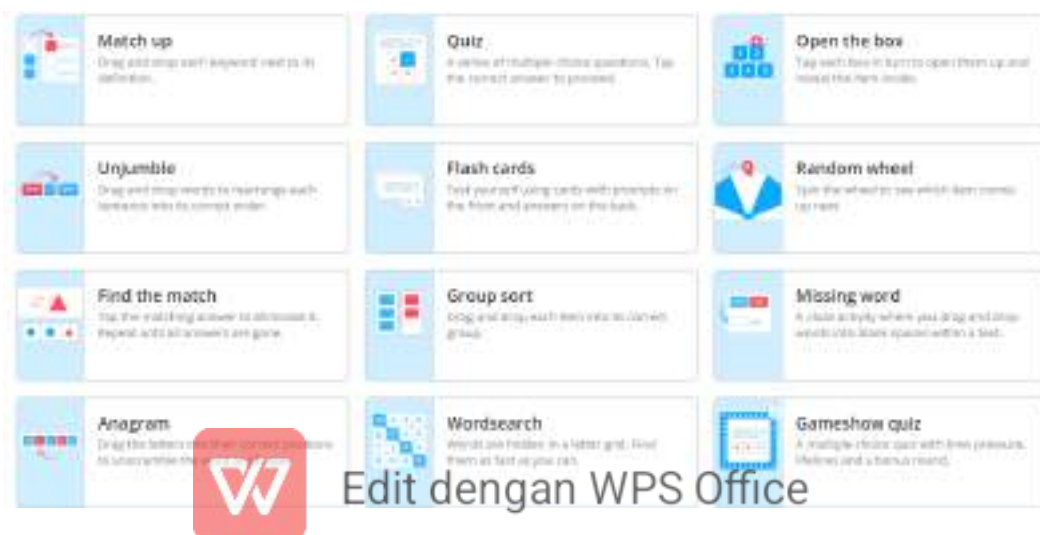 Match up
Drag and drop each keyword next to its
definition.
Quiz
A series of multiple choice questions. Tap
the correct answer to proceed.
Open the box
Tap each box in turn to open them up and
reveal the item inside.
Unjumble
Drag and drop words to rearrange each
sentence into its correct order.
Flash cards
Test yourself using cards with prompts on
the front and answers on the back.
Random wheel
Spin the wheel to see which item comes
up next.
Find the match
Tap the matching answer to eliminate it.
Repeat until all answers are gone.
Group sort
Drag and drop each item into its correct
group.
Missing word
A cloze activity where you drag and drop
words into blank spaces within a text.
Anagram
Drag the letters into their correct positions
to unscramble the
Wordsearch
Words are hidden in a letter grid. Find
them as fast as you can.
Gameshow quiz
A multiple choice quiz with time pressure,
lifelines and a bonus round.
Edit dengan WPS Office